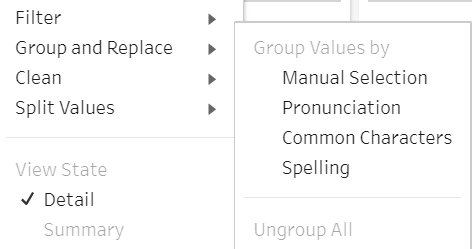 Filter
Group and Replace
Clean
Split Values
View State
Detail
Summary
Group Values by
Manual Selection
Pronunciation
Common Characters
Spelling
Ungroup All